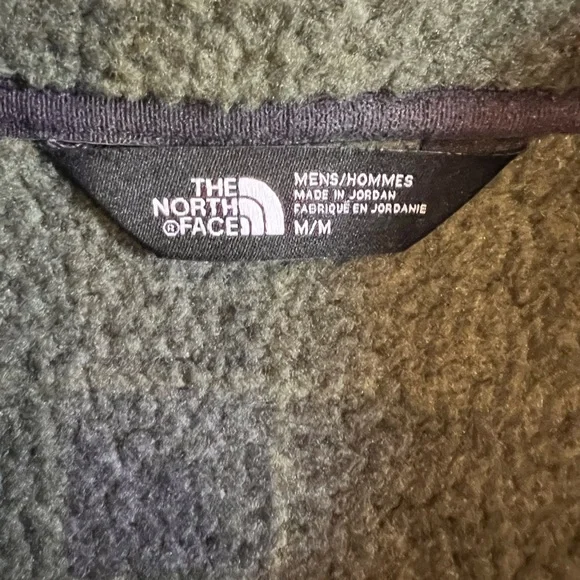 THE
NORTH
®FACE
MENS/HOMMES
MADE IN JORDAN
FABRIQUÉ EN JORDANIE
M/M